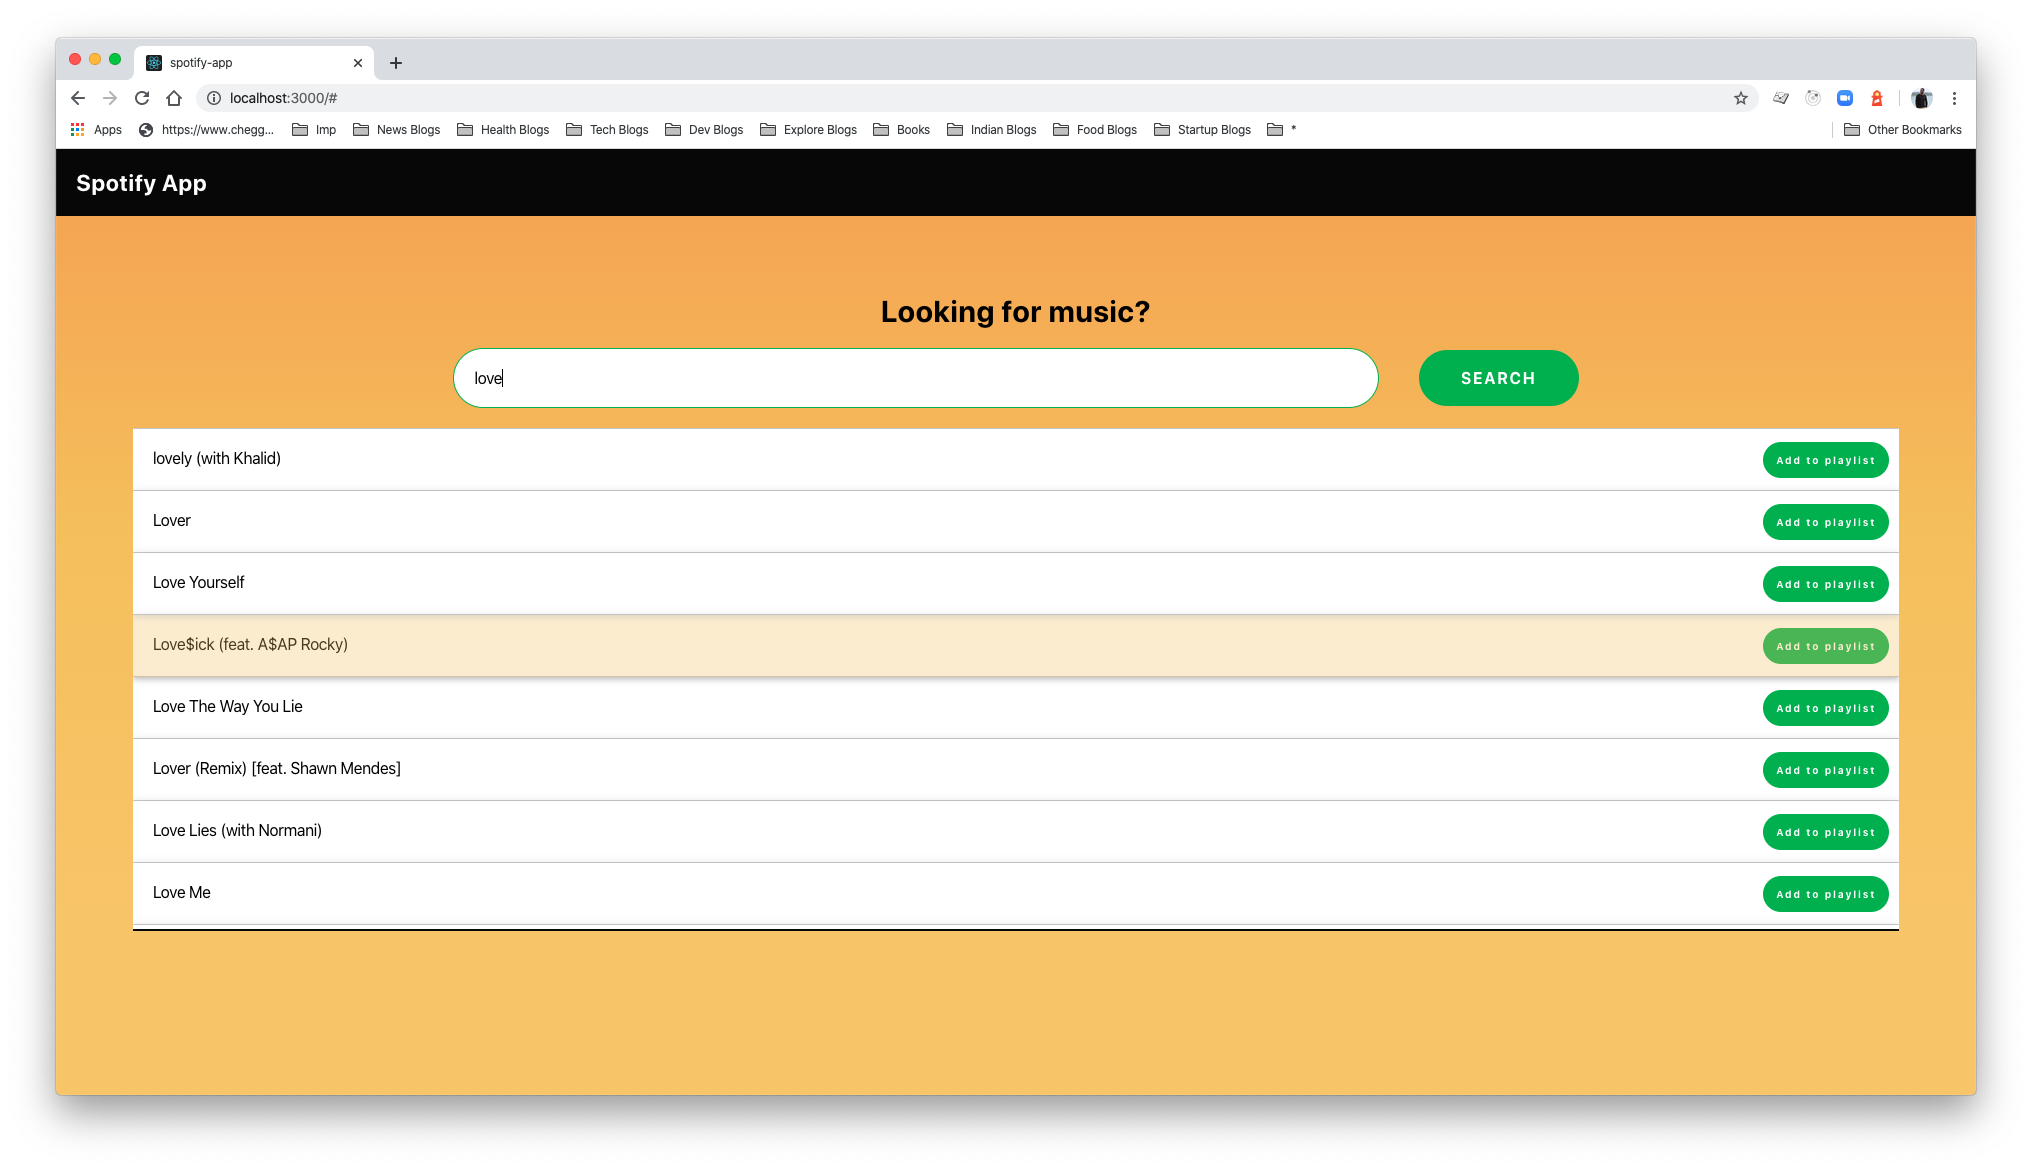 spotify-app
localhost:3000/#
Apps https://www.chegg... Imp News Blogs Health Blogs Tech Blogs Dev Blogs Explore Blogs Books Indian Blogs Food Blogs Startup Blogs * Other Bookmarks
Spotify App
Looking for music?
love SEARCH
lovely (with Khalid) Add to playlist
Lover Add to playlist
Love Yourself Add to playlist
Love$ick (feat. A$AP Rocky) Add to playlist
Love The Way You Lie Add to playlist
Lover (Remix) [feat. Shawn Mendes] Add to playlist
Love Lies (with Normani) Add to playlist
Love Me Add to playlist